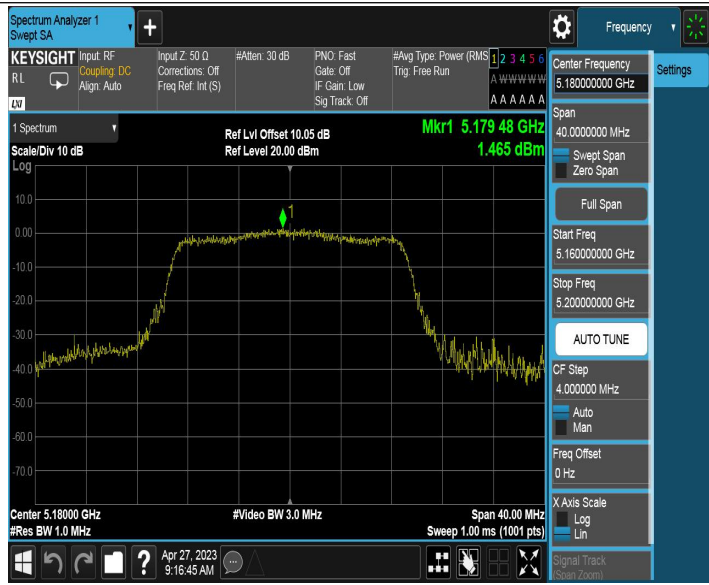 Spectrum Analyzer 1
Swept SA
Frequency
KEYSIGHT
RL
LXI
Input: RF
Coupling: DC
Align: Auto
Input Z: 50 Ω
Corrections: Off
Freq Ref: Int (S)
#Atten: 30 dB
PNO: Fast
Gate: Off
IF Gain: Low
Sig Track: Off
#Avg Type: Power (RMS
Trig: Free Run
1 2 3 4 5 6
A W W W W W
A A A A A A
Center Frequency
5.180000000 GHz
Settings
1 Spectrum
Scale/Div 10 dB
Log
Ref Lvl Offset 10.05 dB
Ref Level 20.00 dBm
Mkr1 5.179 48 GHz
1.465 dBm
Span
40.0000000 MHz
Swept Span
Zero Span
Full Span
Start Freq
5.160000000 GHz
Stop Freq
5.200000000 GHz
AUTO TUNE
CF Step
4.000000 MHz
Auto
Man
Freq Offset
0 Hz
X Axis Scale
Log
Lin
Signal Track
(Span Zoom)
10.0
0.00
-10.0
-20.0
-30.0
-40.0
-50.0
-60.0
-70.0
1
Center 5.18000 GHz
#Res BW 1.0 MHz
#Video BW 3.0 MHz
Span 40.00 MHz
Sweep 1.00 ms (1001 pts)
?
Apr 27, 2023
9:16:45 AM